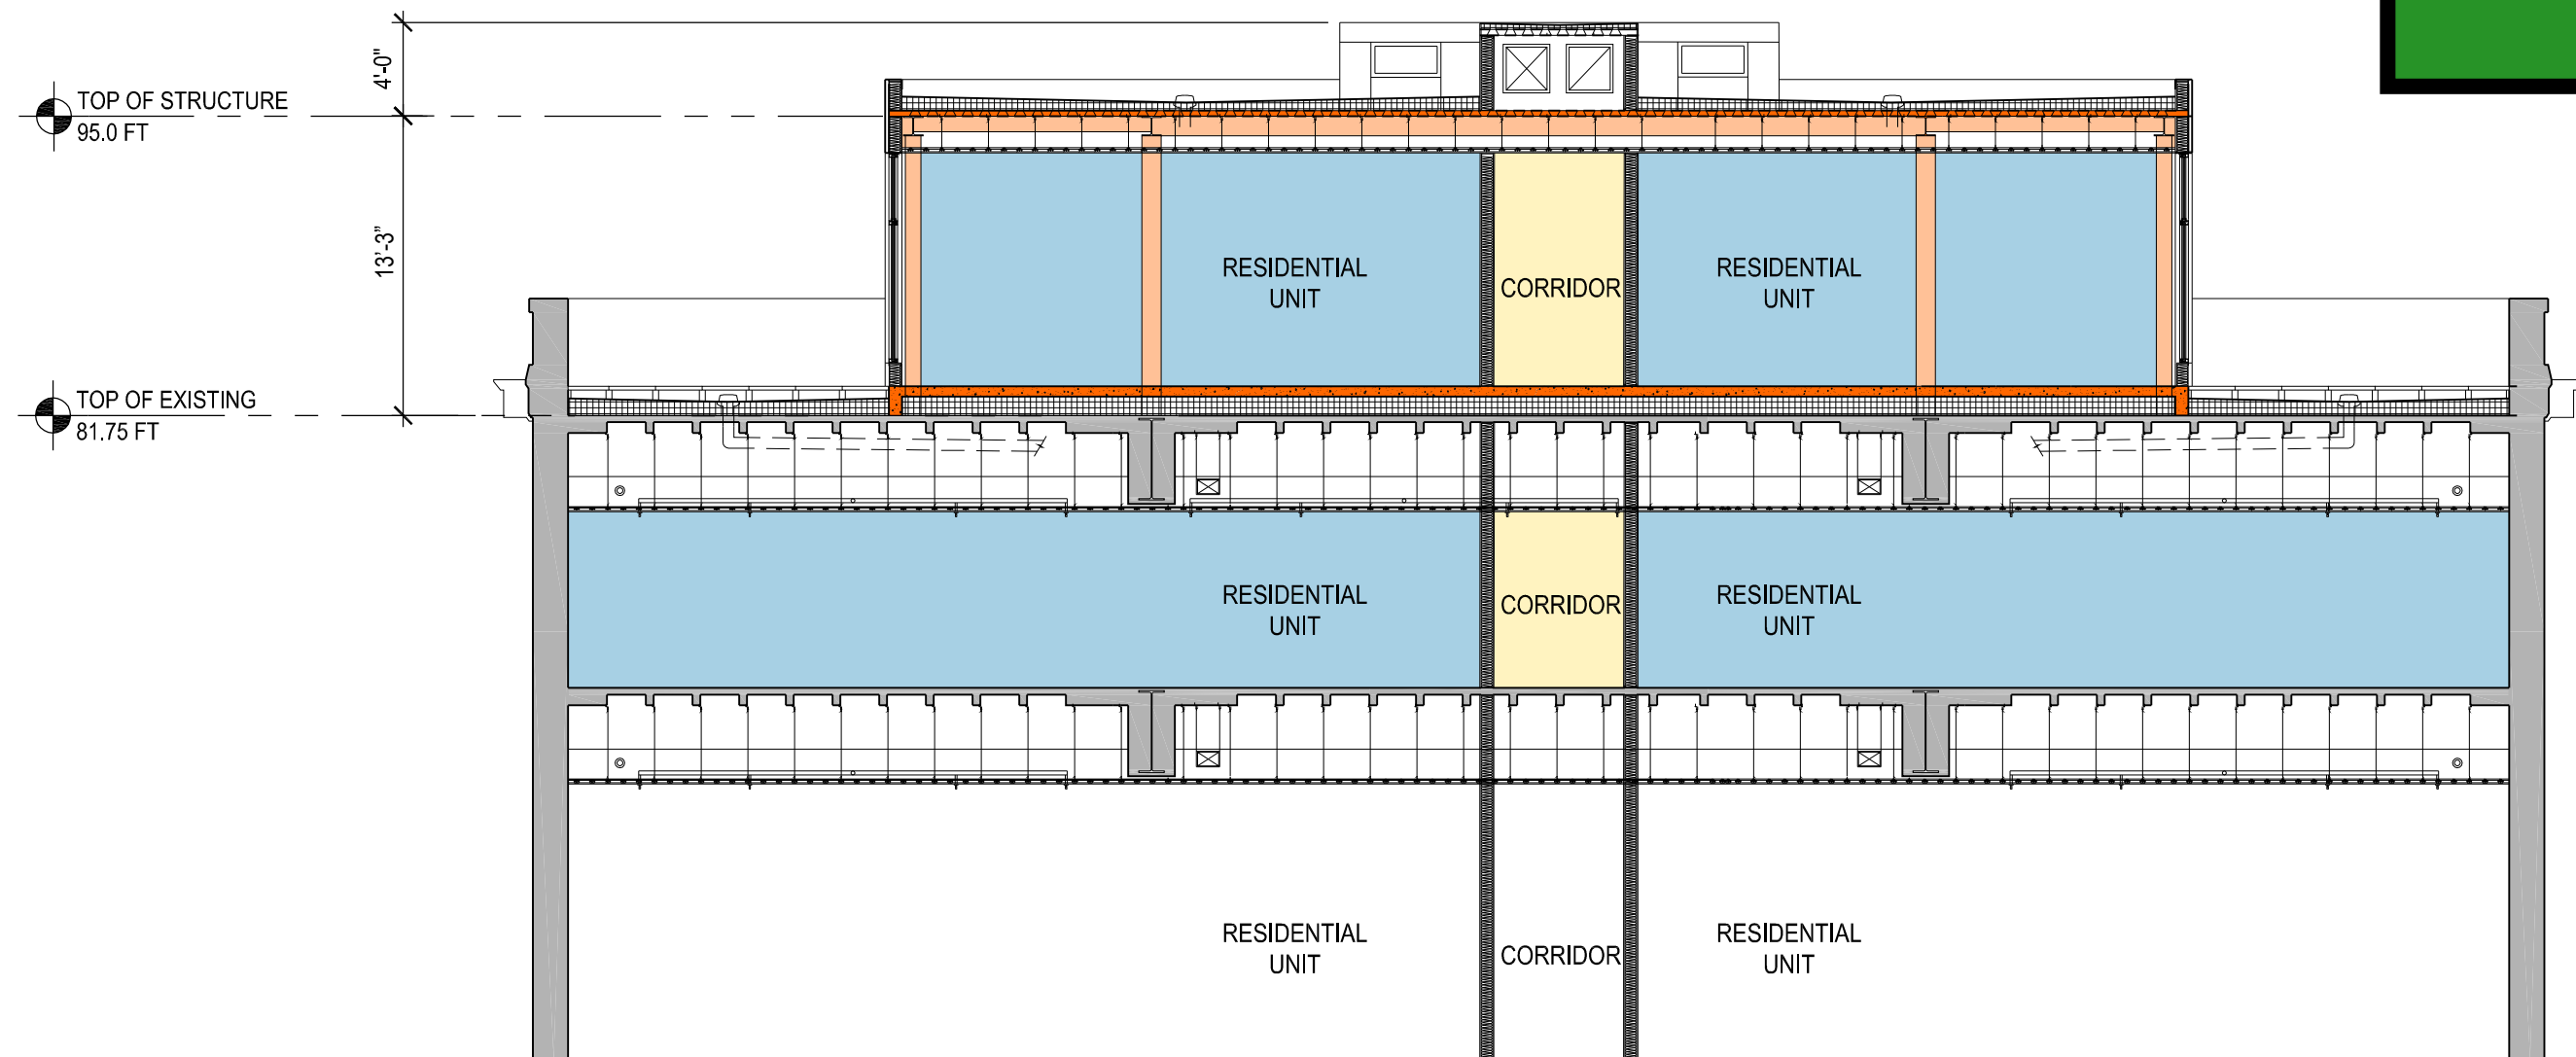 4'-0"
TOP OF STRUCTURE
95.0 FT
13'-3"
RESIDENTIAL
UNIT
CORRIDOR
RESIDENTIAL
UNIT
TOP OF EXISTING
81.75 FT
RESIDENTIAL
UNIT
CORRIDOR
RESIDENTIAL
UNIT
RESIDENTIAL
UNIT
CORRIDOR
RESIDENTIAL
UNIT